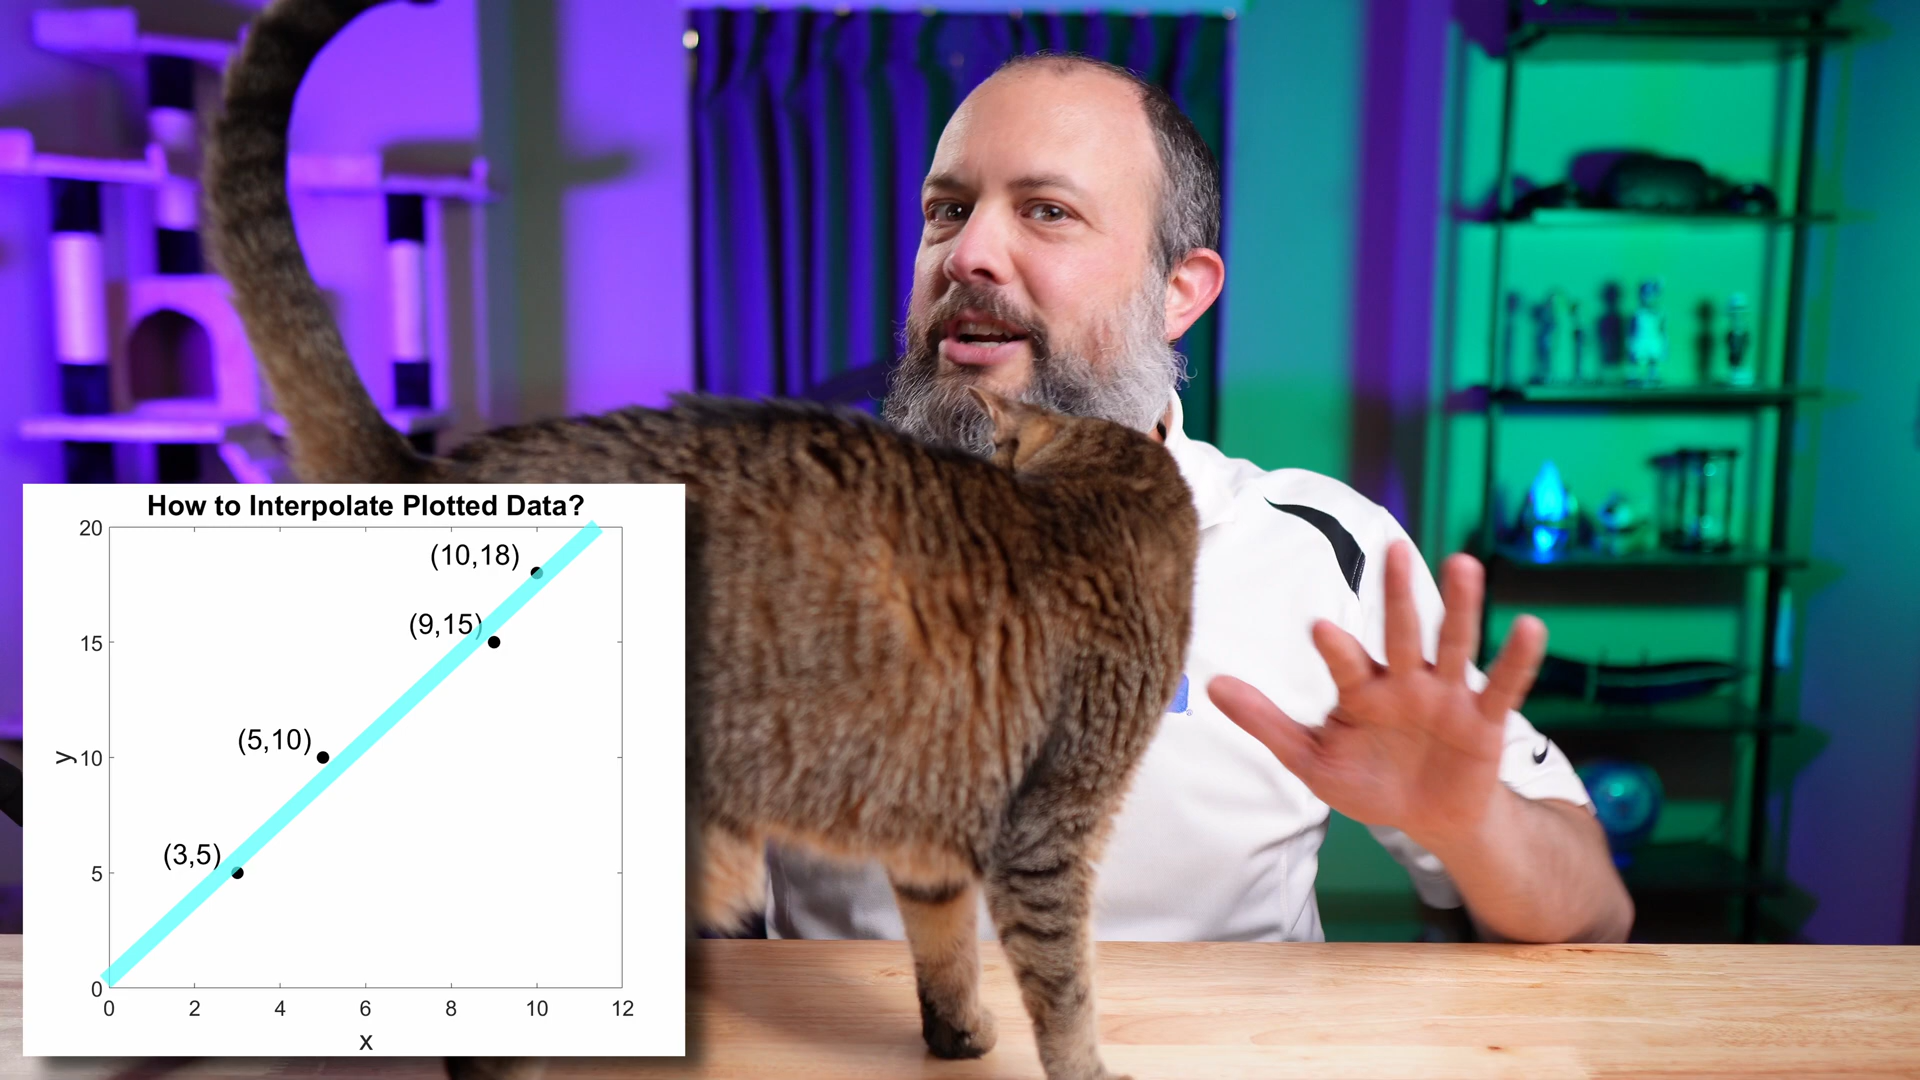 How to Interpolate Plotted Data?
20
(10,18)
(9,15)
15
(5,10)
y
10
(3,5)
5
0
0 2 4 6 8 10 12
x
®